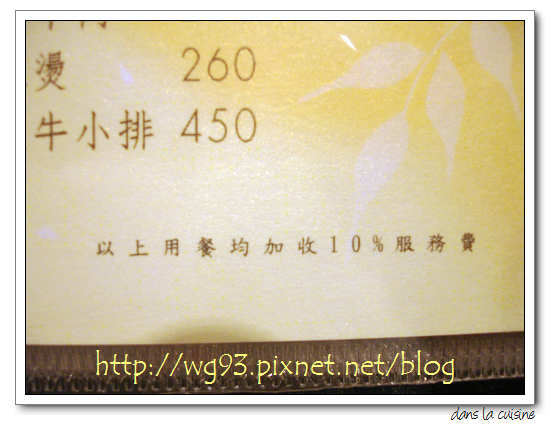 燙 260
牛小排 450
以上用餐均加收10%服務費
http://wg93.pixnet.net/blog
dans la cuisine